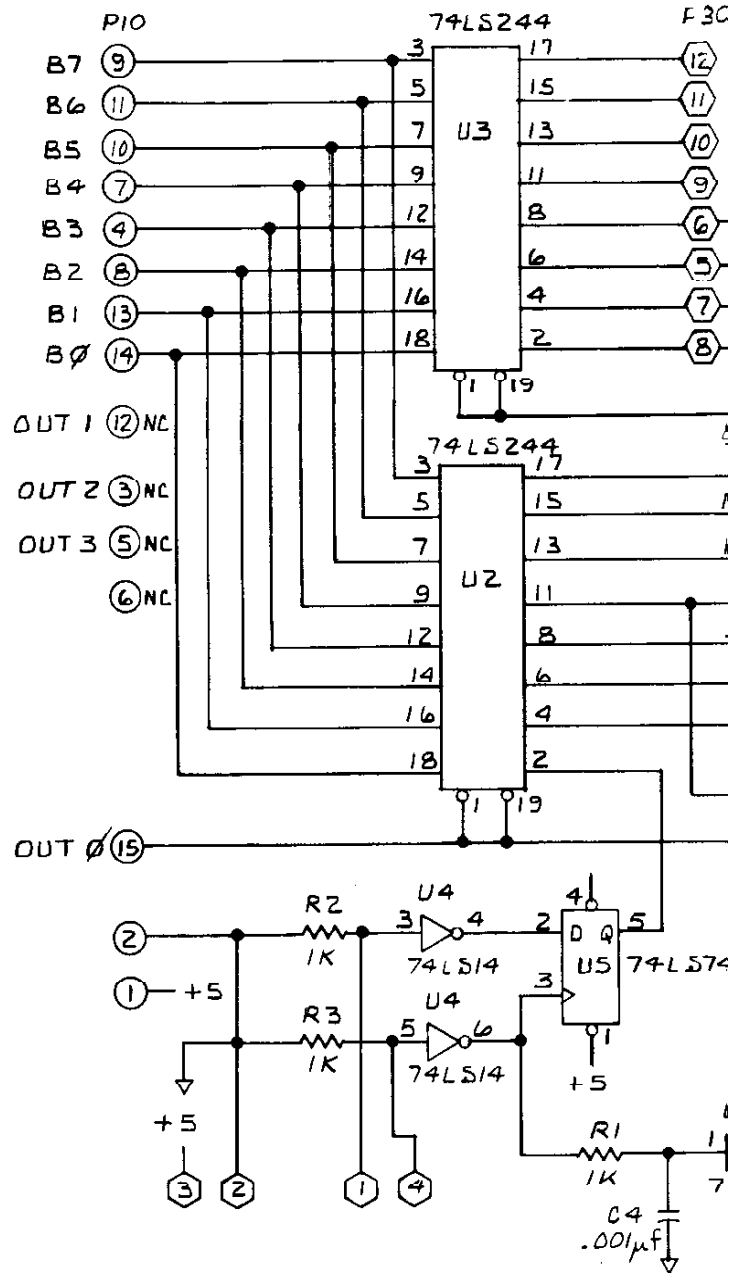 P10 74LS244 P3C
B7 9 3 17 12
B6 11 5 15 11
B5 10 7 U3 13 10
B4 7 9 11 9
B3 4 12 8 6
B2 8 14 6 5
B1 13 16 4 7
BØ 14 18 2 8
1 19
OUT 1 12 NC
74LS244
3 17
OUT 2 3 NC
5 15
OUT 3 5 NC
7 13
U2
6 NC
9 11
12 8
14 6
16 4
18 2
1 19
OUT Ø 15
4
R2 U4
2 3 4 2 D Q 5
1K 74LS14 U5 74LS74
1 +5
3
R3 U4
5 6
1K 74LS14 1
+5
+5
R1
1
3 2 1 4 1K 7
C4
.001µf